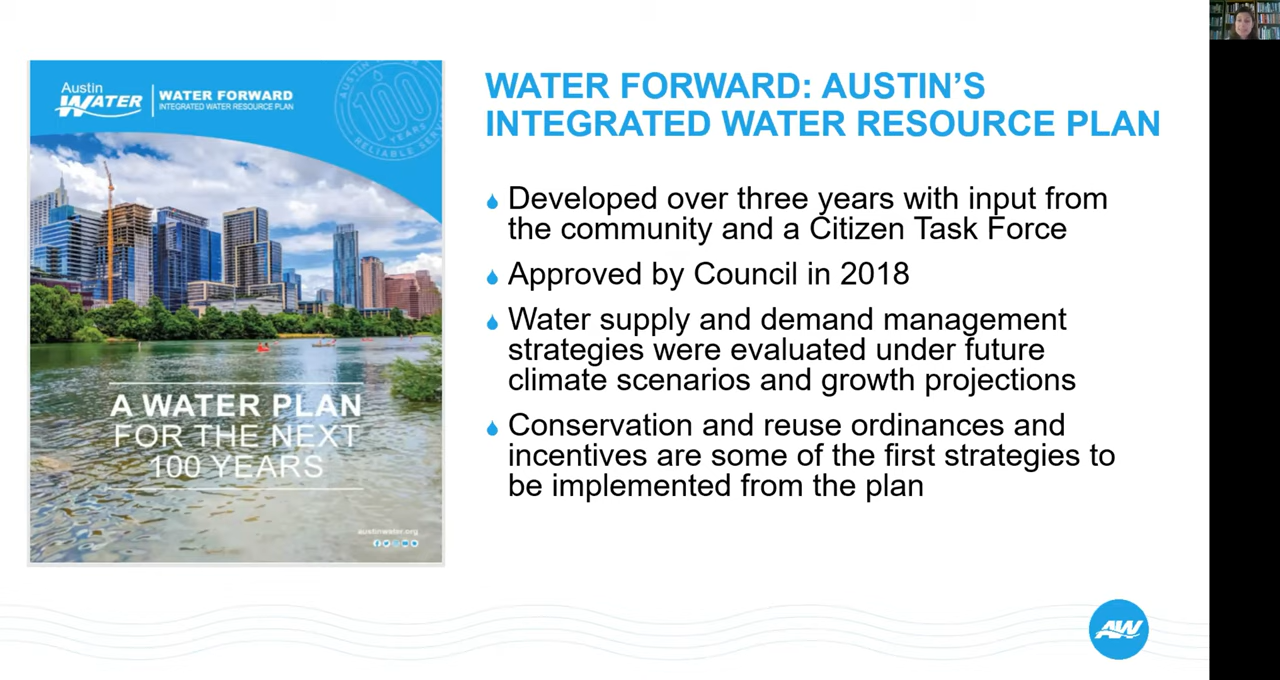 Austin
WATER
WATER FORWARD
INTEGRATED WATER RESOURCE PLAN
100
YEARS
A WATER PLAN
FOR THE NEXT
100 YEARS
austinwater.org
WATER FORWARD: AUSTIN'S
INTEGRATED WATER RESOURCE PLAN
Developed over three years with input from
the community and a Citizen Task Force
Approved by Council in 2018
Water supply and demand management
strategies were evaluated under future
climate scenarios and growth projections
Conservation and reuse ordinances and
incentives are some of the first strategies to
be implemented from the plan
AW